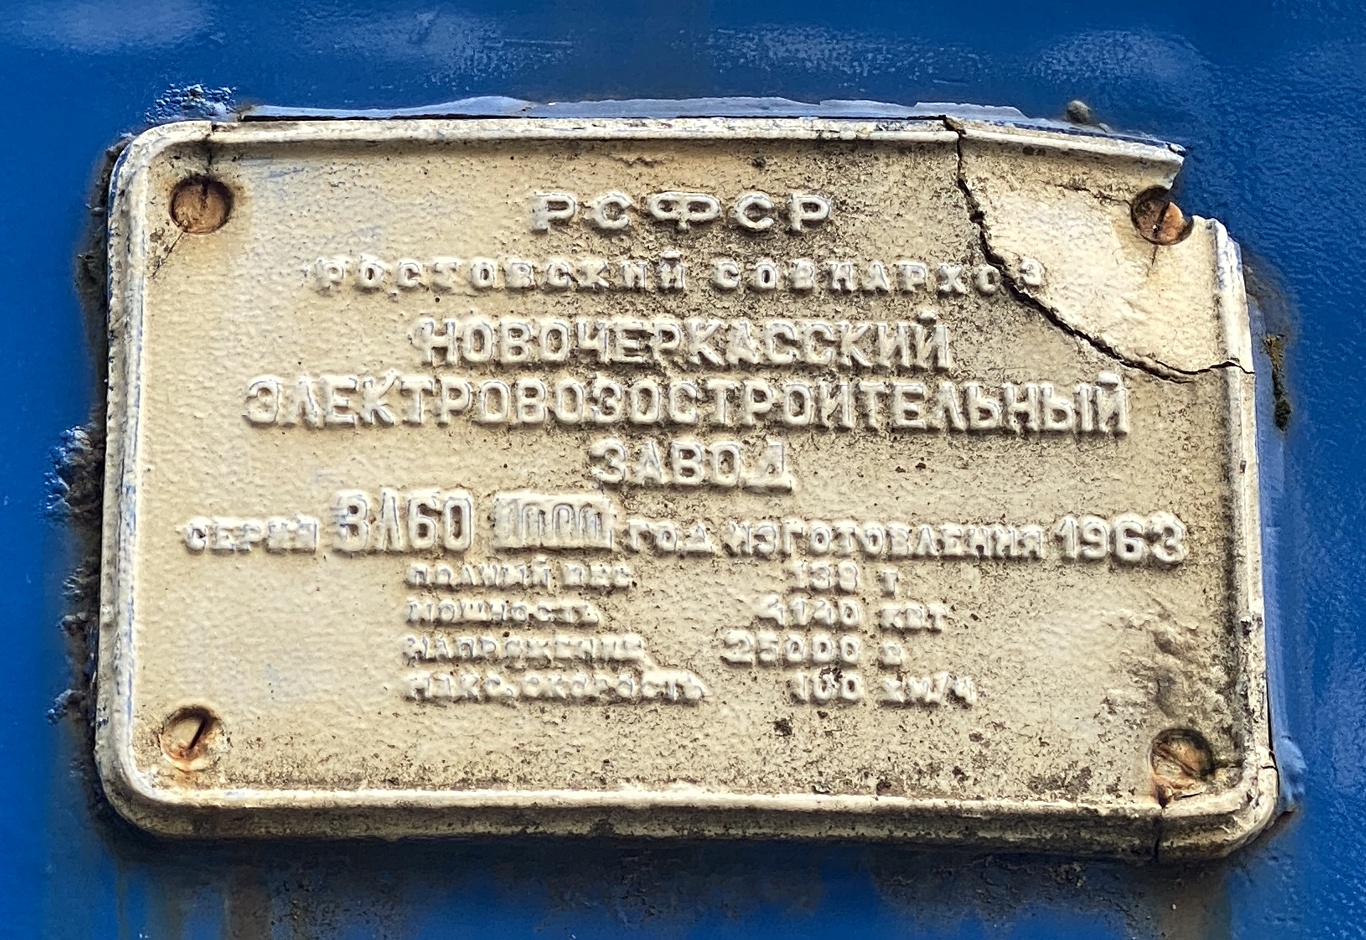 РСФСР
РОСТОВСКИЙ СОВНАРХОЗ
НОВОЧЕРКАССКИЙ
ЭЛЕКТРОВОЗОСТРОИТЕЛЬНЫЙ
ЗАВОД
СЕРИЯ ВЛ60 ГОД ИЗГОТОВЛЕНИЯ 1963
ПОЛНЫЙ ВЕС 138 Т
МОЩНОСТЬ 4140 КВТ
НАПРЯЖЕНИЕ 25000 В
МАКС. СКОРОСТЬ 100 КМ/Ч